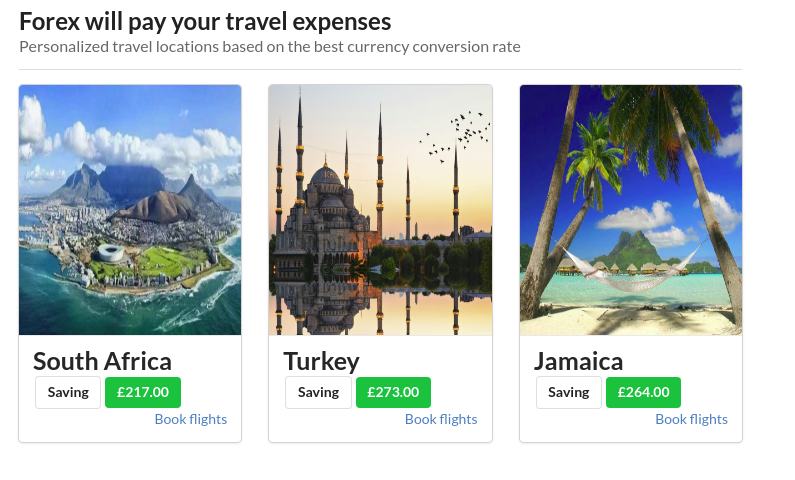 Forex will pay your travel expenses
Personalized travel locations based on the best currency conversion rate
South Africa
Saving £217.00
Book flights
Turkey
Saving £273.00
Book flights
Jamaica
Saving £264.00
Book flights